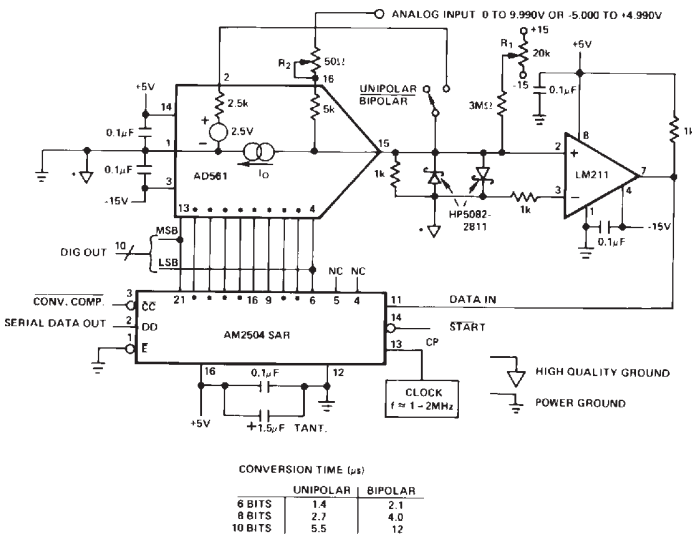 ANALOG INPUT 0 TO 9.990V OR -5.000 TO +4.990V
+15
R1
20k
-15
+5V
R2
50Ω
16
2
+5V
14
2.5k
5k
UNIPOLAR
BIPOLAR
3MΩ
0.1µF
1k
0.1µF
+
2.5V
-
1
15
8
2
+
7
LM211
0.1µF
IO
AD561
1k
3
-
3
-15V
HP5082-
2811
1k
1
4
-15V
0.1µF
13
4
MSB
DIG OUT
10
LSB
NC
NC
21
16
9
6
5
4
11
DATA IN
CONV. COMP.
3
CC
14
START
SERIAL DATA OUT
2
DO
AM2504 SAR
13
CP
1
E
16
0.1µF
12
HIGH QUALITY GROUND
CLOCK
f ≈ 1-2MHz
POWER GROUND
+5V
+1.5µF TANT.
CONVERSION TIME (µs)
UNIPOLAR BIPOLAR
6 BITS 1.4 2.1
8 BITS 2.7 4.0
10 BITS 5.5 12